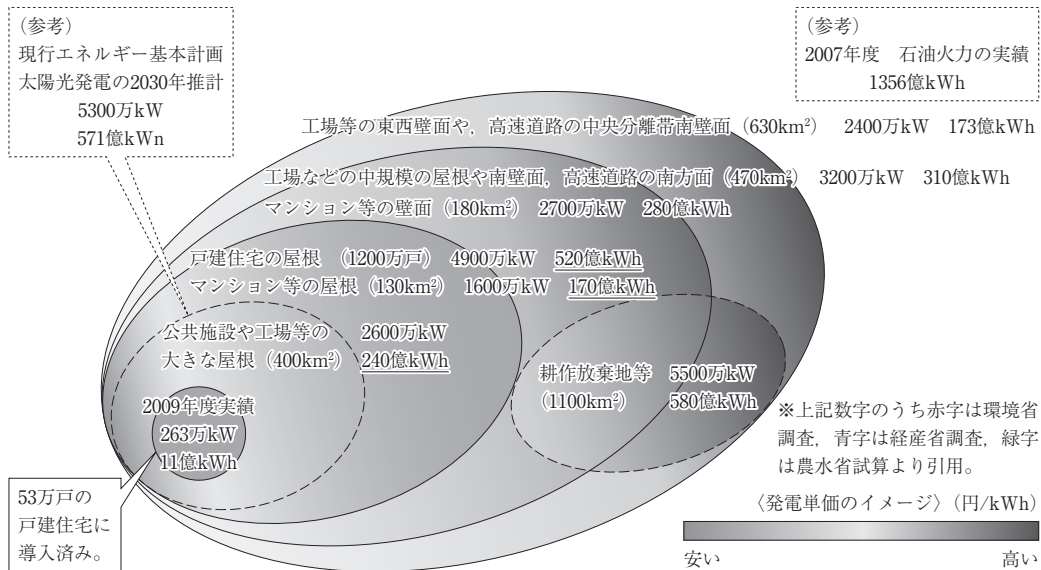 （参考）
現行エネルギー基本計画
太陽光発電の2030年推計
5300万kW
571億kWn
（参考）
2007年度　石油火力の実績
1356億kWh
工場等の東西壁面や，高速道路の中央分離帯南壁面（630km²）　2400万kW　173億kWh
工場などの中規模の屋根や南壁面，高速道路の南方面（470km²）　3200万kW　310億kWh
マンション等の壁面（180km²）　2700万kW　280億kWh
戸建住宅の屋根　（1200万戸）　4900万kW　520億kWh
マンション等の屋根（130km²）　1600万kW　170億kWh
公共施設や工場等の　2600万kW
大きな屋根（400km²）　240億kWh
耕作放棄地等　5500万kW
（1100km²）　580億kWh
2009年度実績
263万kW
11億kWh
53万戸の
戸建住宅に
導入済み。
※上記数字のうち赤字は環境省
調査，青字は経産省調査，緑字
は農水省試算より引用。
〈発電単価のイメージ〉（円/kWh）
安い　高い